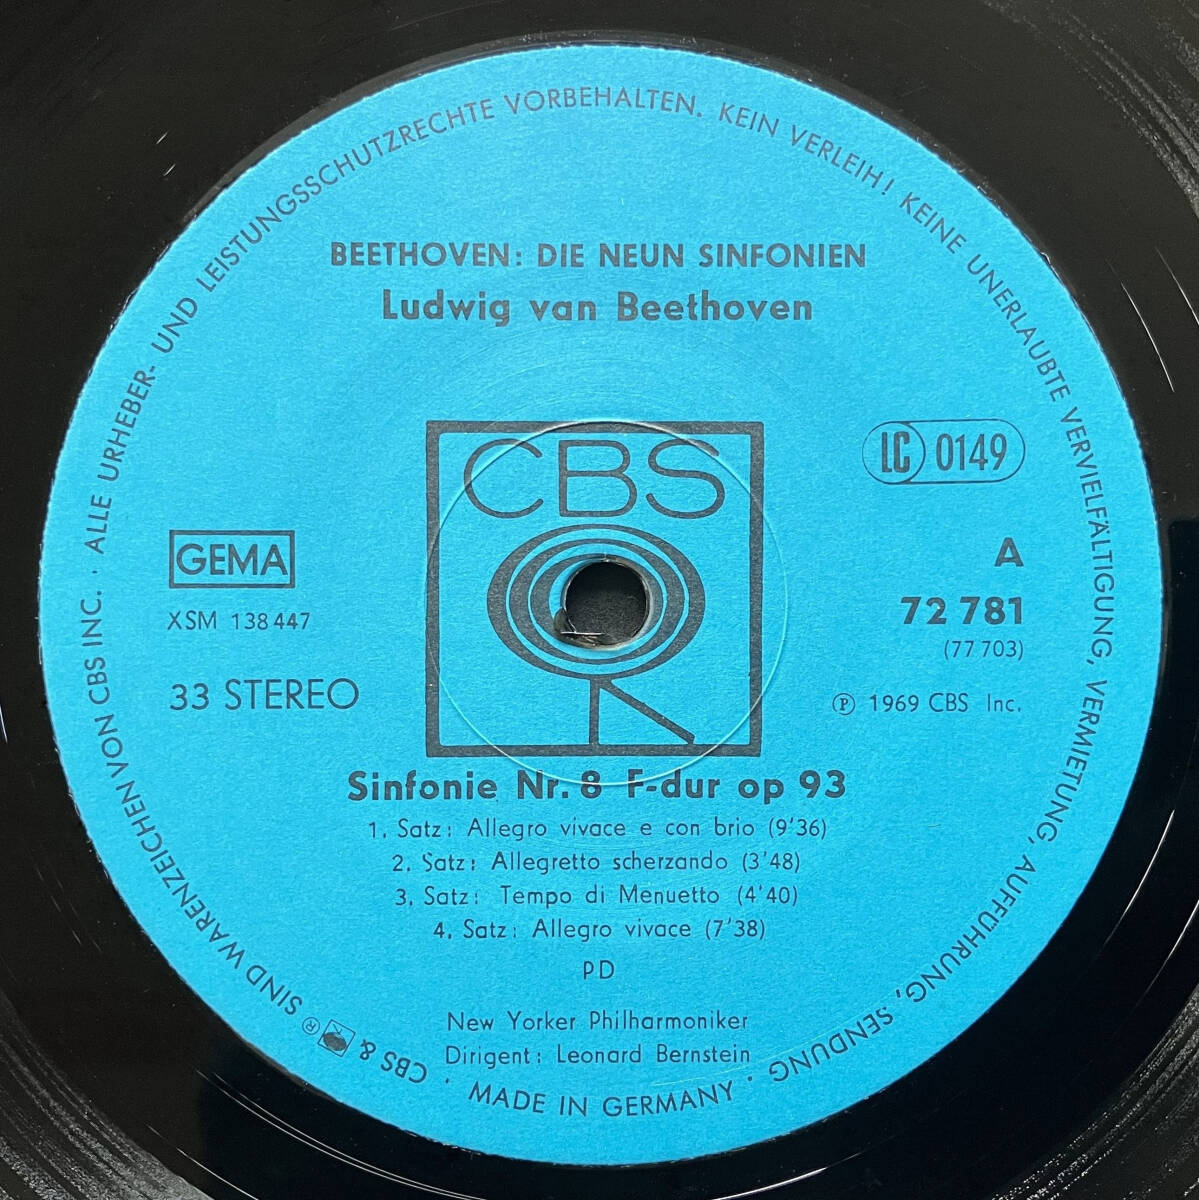 ALLE URHEBER- UND LEISTUNGSSCHUTZRECHTE VORBEHALTEN. KEIN VERLEIH! KEINE UNERLAUBTE VERVIELFÄLTIGUNG, VERMIETUNG, AUFFÜHRUNG, SENDUNG ·
BEETHOVEN: DIE NEUN SINFONIEN
Ludwig van Beethoven
CBS
LC 0149
GEMA
A
XSM 138 447
72 781
(77 703)
33 STEREO
℗ 1969 CBS Inc.
Sinfonie Nr. 8 F-dur op 93
1. Satz: Allegro vivace e con brio (9'36)
2. Satz: Allegretto scherzando (3'48)
3. Satz: Tempo di Menuetto (4'40)
4. Satz: Allegro vivace (7'38)
PD
New Yorker Philharmoniker
Dirigent: Leonard Bernstein
MADE IN GERMANY ·
CBS & ® SIND WARENZEICHEN VON CBS INC. ·